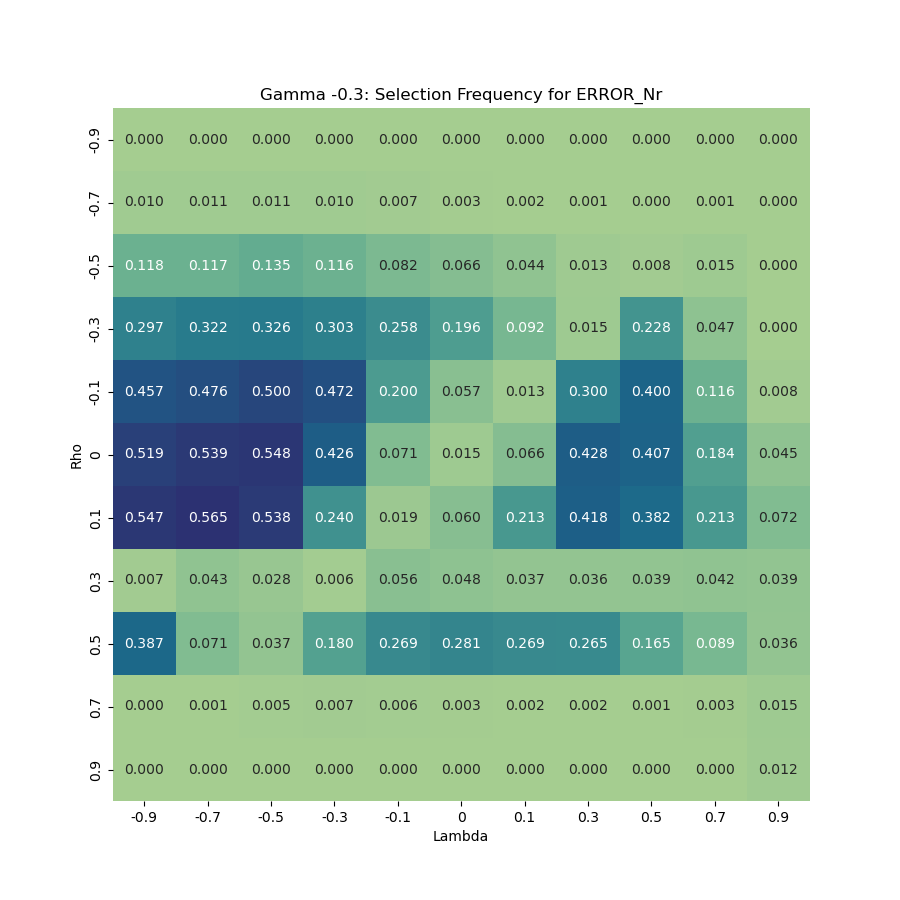 Gamma -0.3: Selection Frequency for ERROR_Nr
-0.9 0.000 0.000 0.000 0.000 0.000 0.000 0.000 0.000 0.000 0.000 0.000
-0.7 0.010 0.011 0.011 0.010 0.007 0.003 0.002 0.001 0.000 0.001 0.000
-0.5 0.118 0.117 0.135 0.116 0.082 0.066 0.044 0.013 0.008 0.015 0.000
-0.3 0.297 0.322 0.326 0.303 0.258 0.196 0.092 0.015 0.228 0.047 0.000
-0.1 0.457 0.476 0.500 0.472 0.200 0.057 0.013 0.300 0.400 0.116 0.008
Rho
0 0.519 0.539 0.548 0.426 0.071 0.015 0.066 0.428 0.407 0.184 0.045
0.1 0.547 0.565 0.538 0.240 0.019 0.060 0.213 0.418 0.382 0.213 0.072
0.3 0.007 0.043 0.028 0.006 0.056 0.048 0.037 0.036 0.039 0.042 0.039
0.5 0.387 0.071 0.037 0.180 0.269 0.281 0.269 0.265 0.165 0.089 0.036
0.7 0.000 0.001 0.005 0.007 0.006 0.003 0.002 0.002 0.001 0.003 0.015
0.9 0.000 0.000 0.000 0.000 0.000 0.000 0.000 0.000 0.000 0.000 0.012
-0.9 -0.7 -0.5 -0.3 -0.1 0 0.1 0.3 0.5 0.7 0.9
Lambda